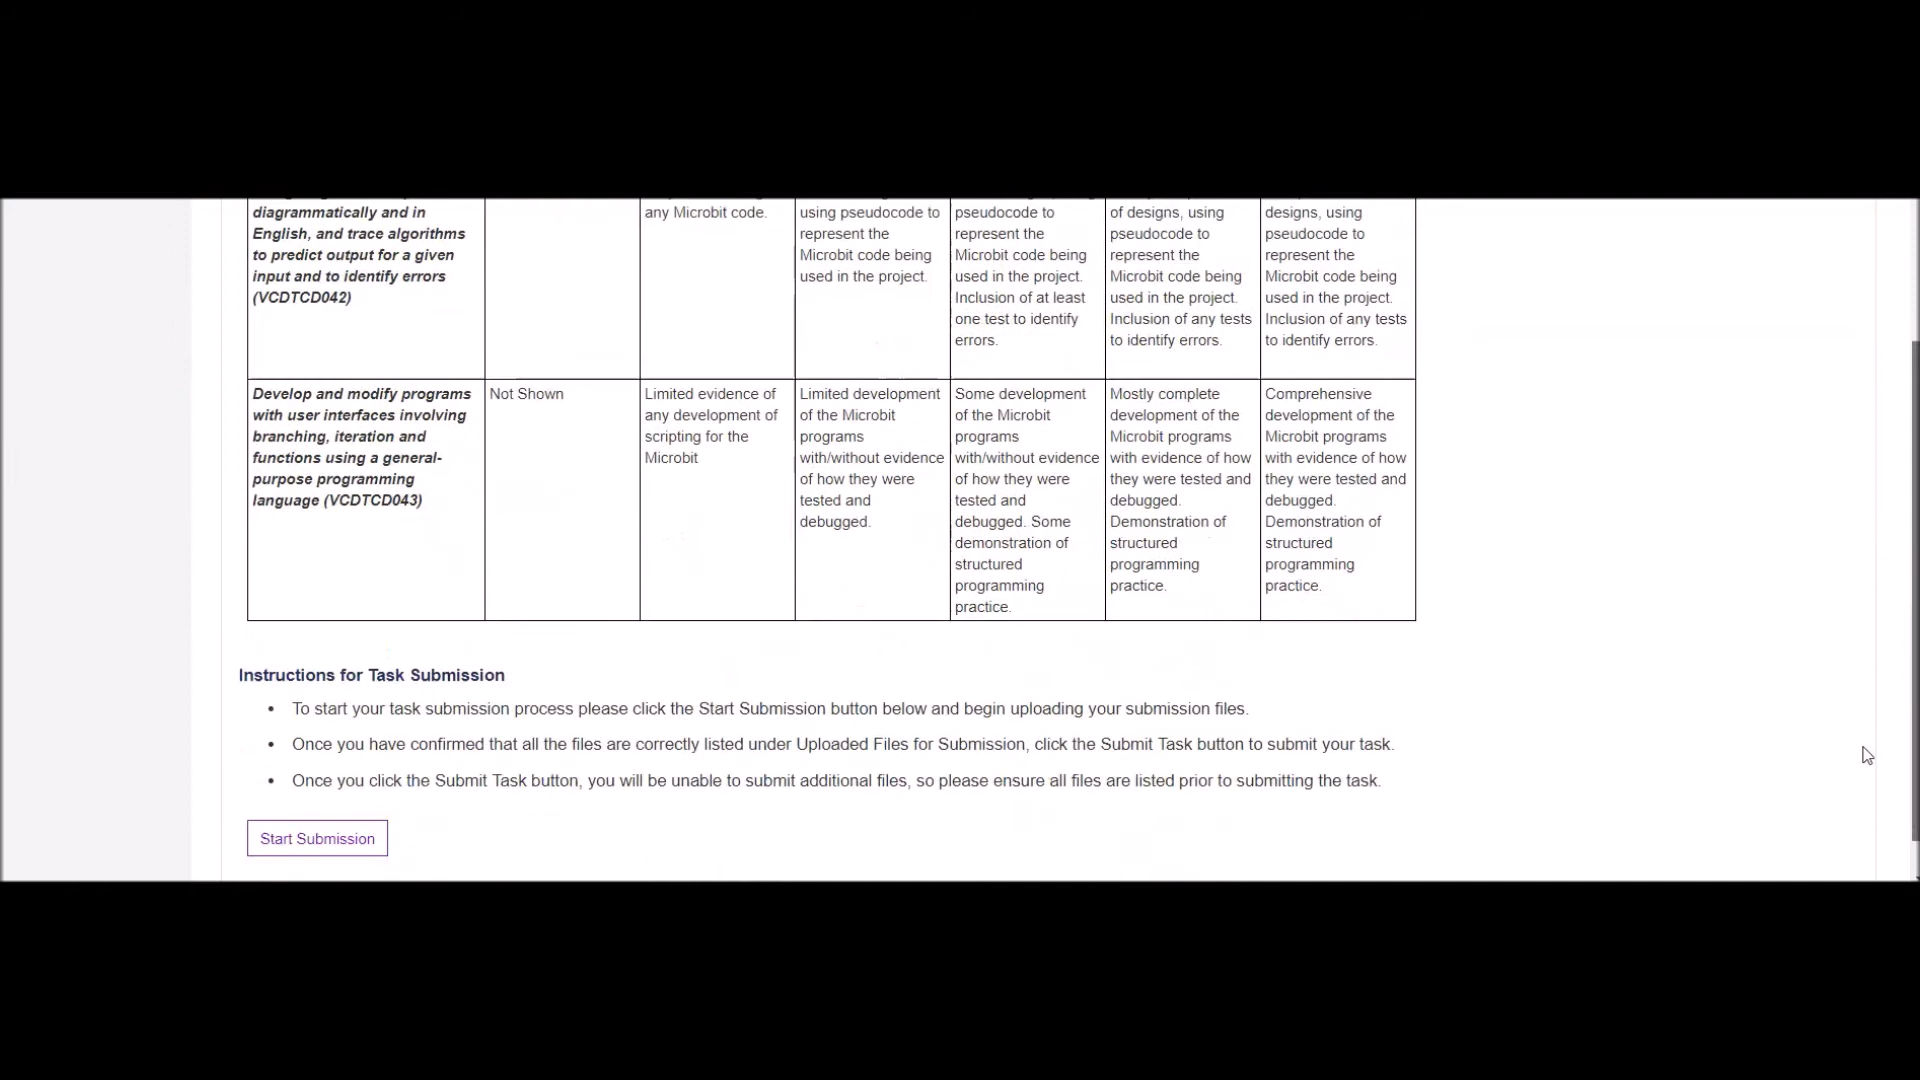 diagrammatically and in
English, and trace algorithms
to predict output for a given
input and to identify errors
(VCDTCD042)
any Microbit code.
using pseudocode to
represent the
Microbit code being
used in the project.
pseudocode to
represent the
Microbit code being
used in the project.
Inclusion of at least
one test to identify
errors.
of designs, using
pseudocode to
represent the
Microbit code being
used in the project.
Inclusion of any tests
to identify errors.
designs, using
pseudocode to
represent the
Microbit code being
used in the project.
Inclusion of any tests
to identify errors.
Develop and modify programs
with user interfaces involving
branching, iteration and
functions using a general-
purpose programming
language (VCDTCD043)
Not Shown
Limited evidence of
any development of
scripting for the
Microbit
Limited development
of the Microbit
programs
with/without evidence
of how they were
tested and
debugged.
Some development
of the Microbit
programs
with/without evidence
of how they were
tested and
debugged. Some
demonstration of
structured
programming
practice.
Mostly complete
development of the
Microbit programs
with evidence of how
they were tested and
debugged.
Demonstration of
structured
programming
practice.
Comprehensive
development of the
Microbit programs
with evidence of how
they were tested and
debugged.
Demonstration of
structured
programming
practice.
Instructions for Task Submission
• To start your task submission process please click the Start Submission button below and begin uploading your submission files.
• Once you have confirmed that all the files are correctly listed under Uploaded Files for Submission, click the Submit Task button to submit your task.
• Once you click the Submit Task button, you will be unable to submit additional files, so please ensure all files are listed prior to submitting the task.
Start Submission